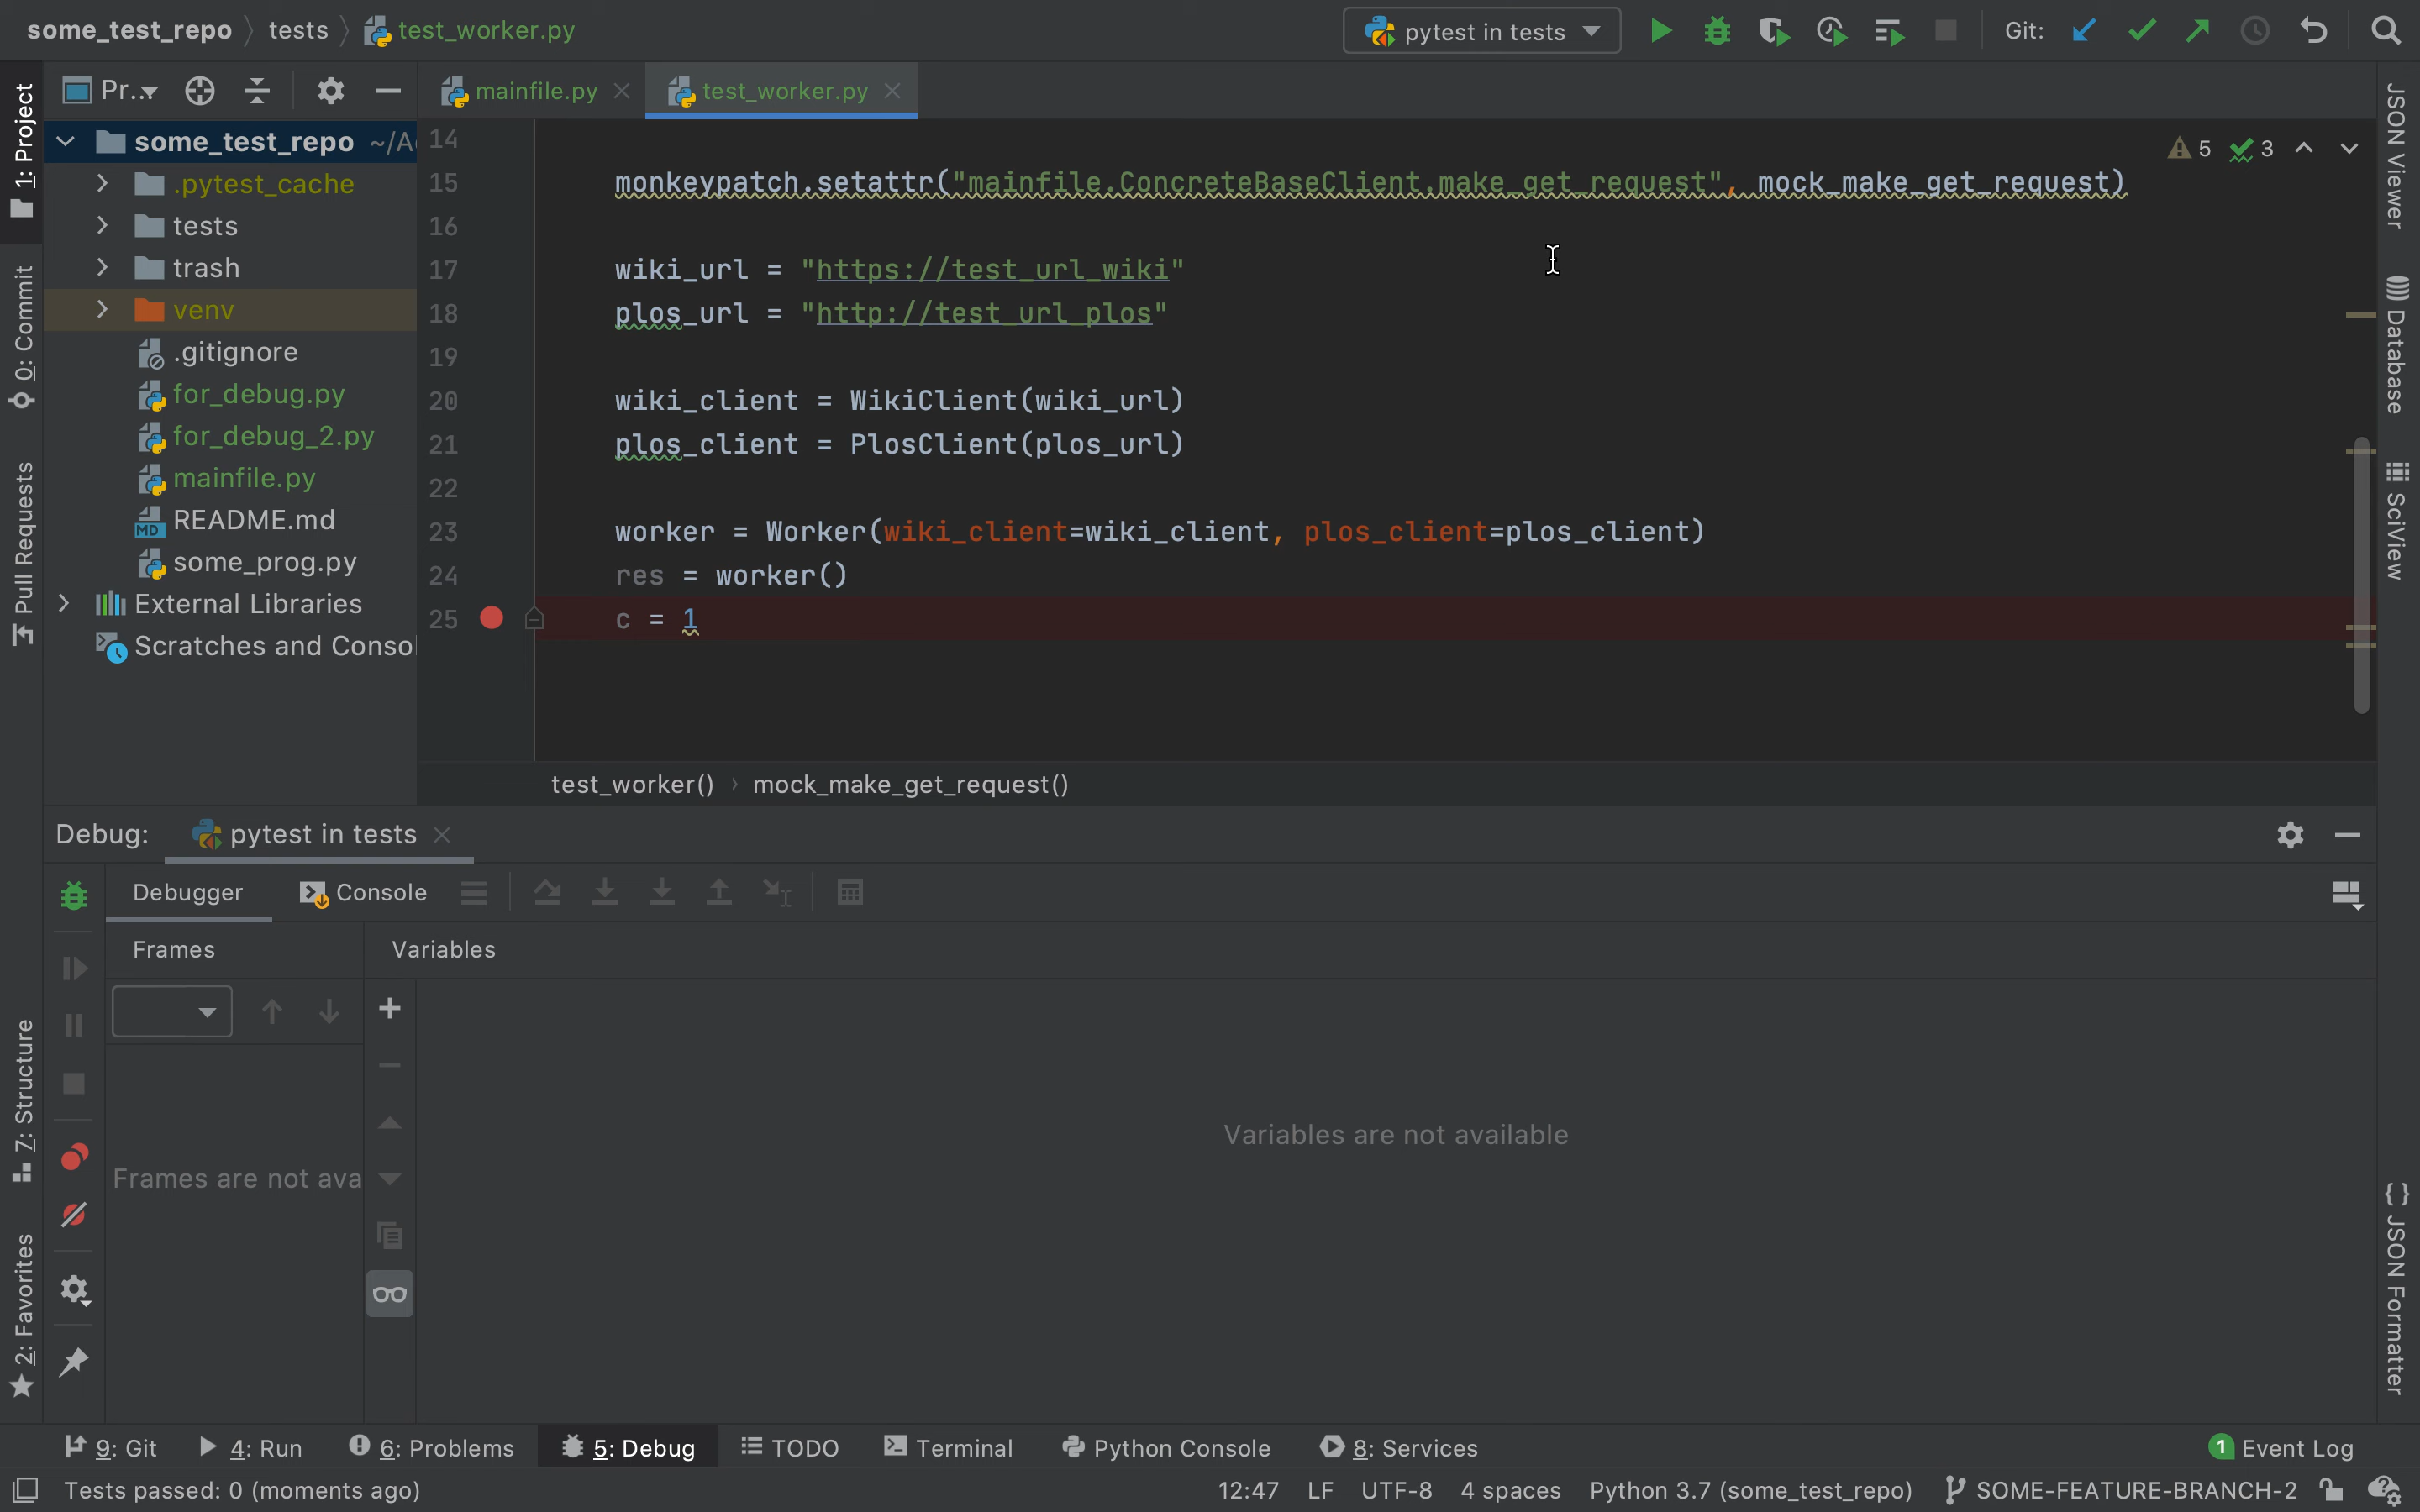 some_test_repo tests test_worker.py
pytest in tests
Git:
1: Project
0: Commit
Pull Requests
Z: Structure
2: Favorites
Pr...
mainfile.py
test_worker.py
some_test_repo ~/A
.pytest_cache
tests
trash
venv
.gitignore
for_debug.py
for_debug_2.py
mainfile.py
README.md
some_prog.py
External Libraries
Scratches and Conso
5 3
14
15 monkeypatch.setattr("mainfile.ConcreteBaseClient.make_get_request", mock_make_get_request)
16
17 wiki_url = "https://test_url_wiki"
18 plos_url = "http://test_url_plos"
19
20 wiki_client = WikiClient(wiki_url)
21 plos_client = PlosClient(plos_url)
22
23 worker = Worker(wiki_client=wiki_client, plos_client=plos_client)
24 res = worker()
25 c = 1
test_worker() › mock_make_get_request()
JSON Viewer
Database
SciView
JSON Formatter
Debug: pytest in tests
Debugger Console
Frames Variables
Frames are not ava
Variables are not available
9: Git 4: Run 6: Problems 5: Debug TODO Terminal Python Console 8: Services 1 Event Log
Tests passed: 0 (moments ago) 12:47 LF UTF-8 4 spaces Python 3.7 (some_test_repo) SOME-FEATURE-BRANCH-2